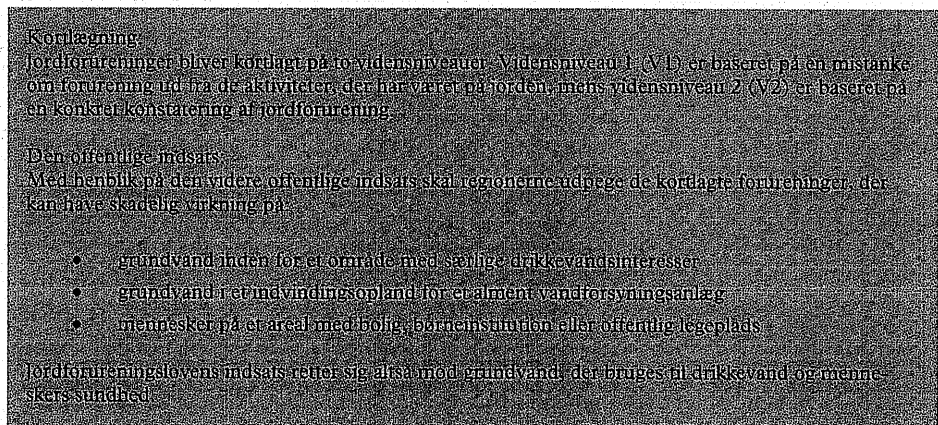 Kortlægning:
Jordforureninger bliver kortlagt på to vidensniveauer. Vidensniveau 1 (V1) er baseret på en mistanke
om forurening ud fra de aktiviteter, der har været på jorden, mens vidensniveau 2 (V2) er baseret på
en konkret konstatering af jordforurening.
Den offentlige indsats:
Med henblik på den videre offentlige indsats skal regionerne udpege de kortlagte forureninger, der
kan have skadelig virkning på:
• grundvand inden for et område med særlige drikkevandsinteresser
• grundvand i et indvindingsopland for et alment vandforsyningsanlæg
• mennesker på et areal med bolig, børneinstitution eller offentlig legeplads
Jordforureningslovens indsats retter sig altså mod grundvand, der bruges til drikkevand og menne-
skers sundhed.